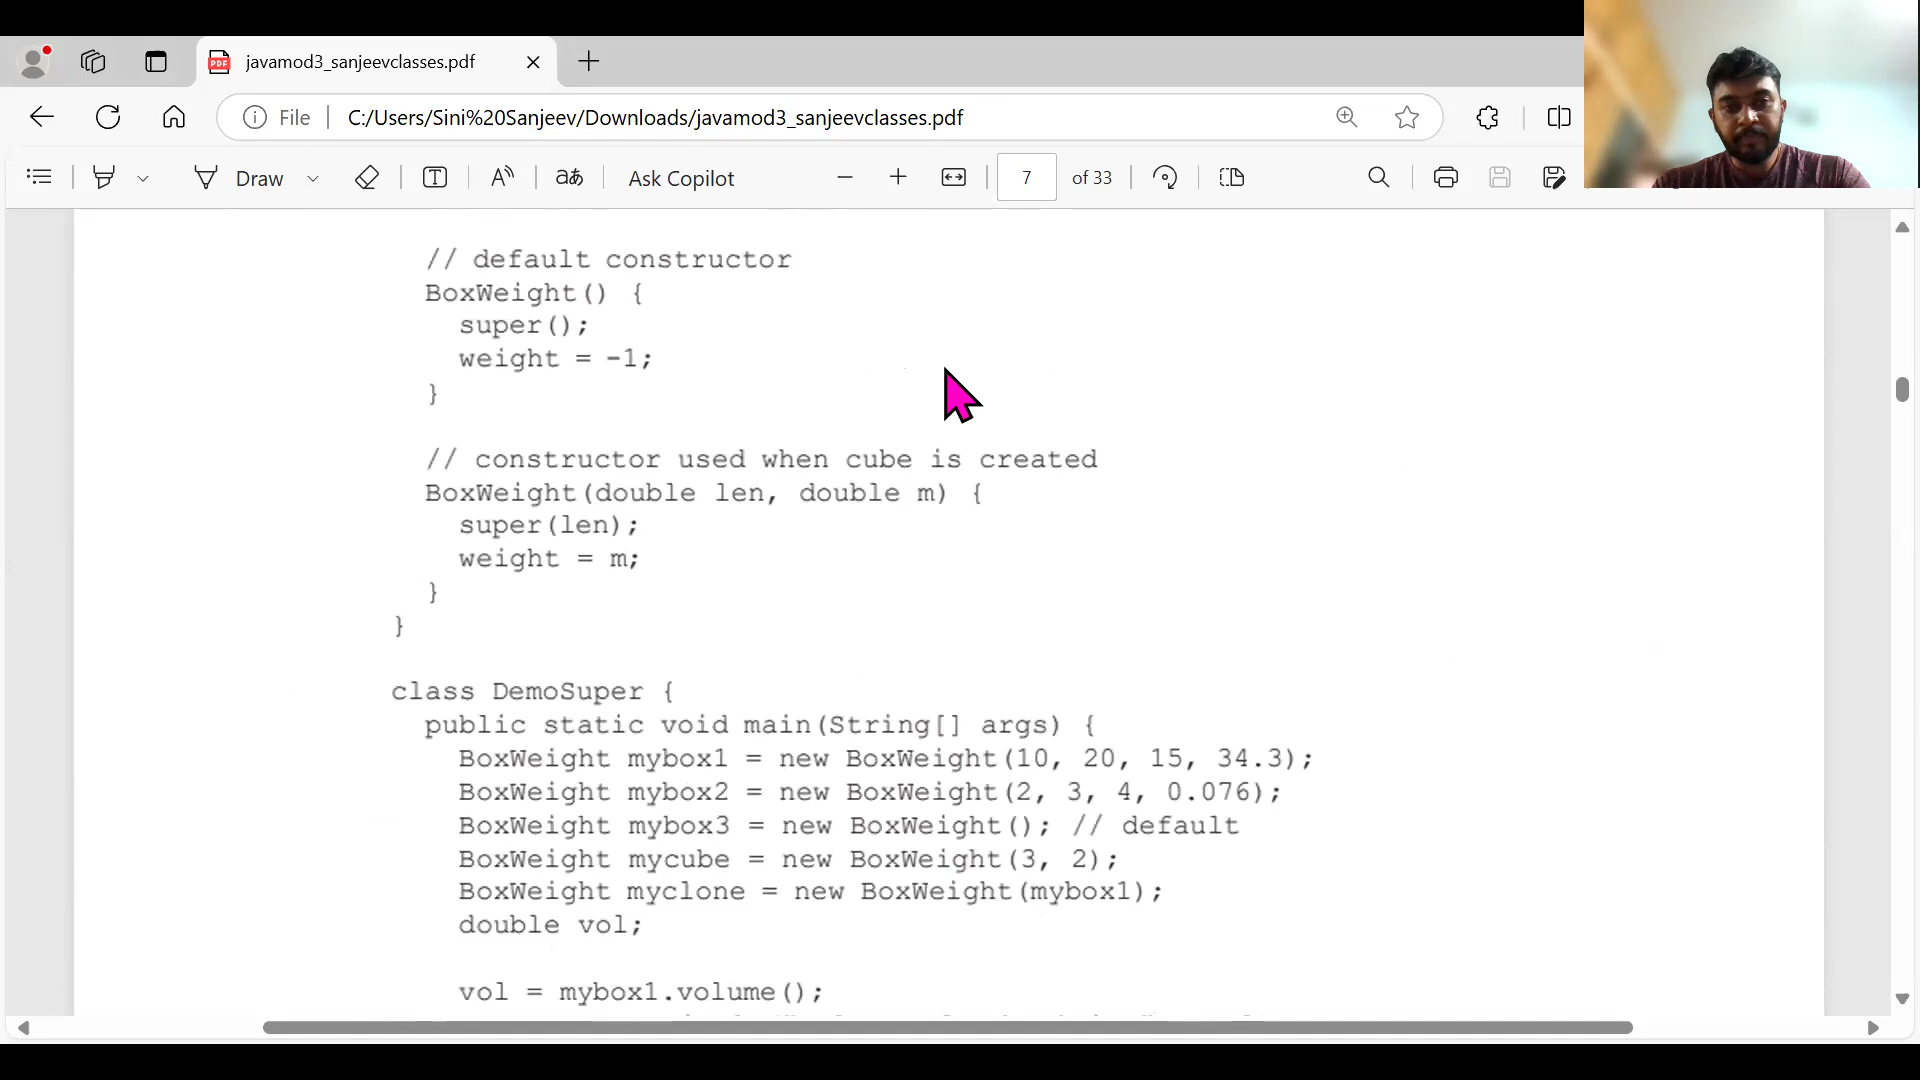 javamod3_sanjeevclasses.pdf
File
C:/Users/Sini%20Sanjeev/Downloads/javamod3_sanjeevclasses.pdf
Draw
Ask Copilot
7 of 33
// default constructor
BoxWeight() {
super();
weight = -1;
}
// constructor used when cube is created
BoxWeight(double len, double m) {
super(len);
weight = m;
}
}
class DemoSuper {
public static void main(String[] args) {
BoxWeight mybox1 = new BoxWeight(10, 20, 15, 34.3);
BoxWeight mybox2 = new BoxWeight(2, 3, 4, 0.076);
BoxWeight mybox3 = new BoxWeight(); // default
BoxWeight mycube = new BoxWeight(3, 2);
BoxWeight myclone = new BoxWeight(mybox1);
double vol;
vol = mybox1.volume();